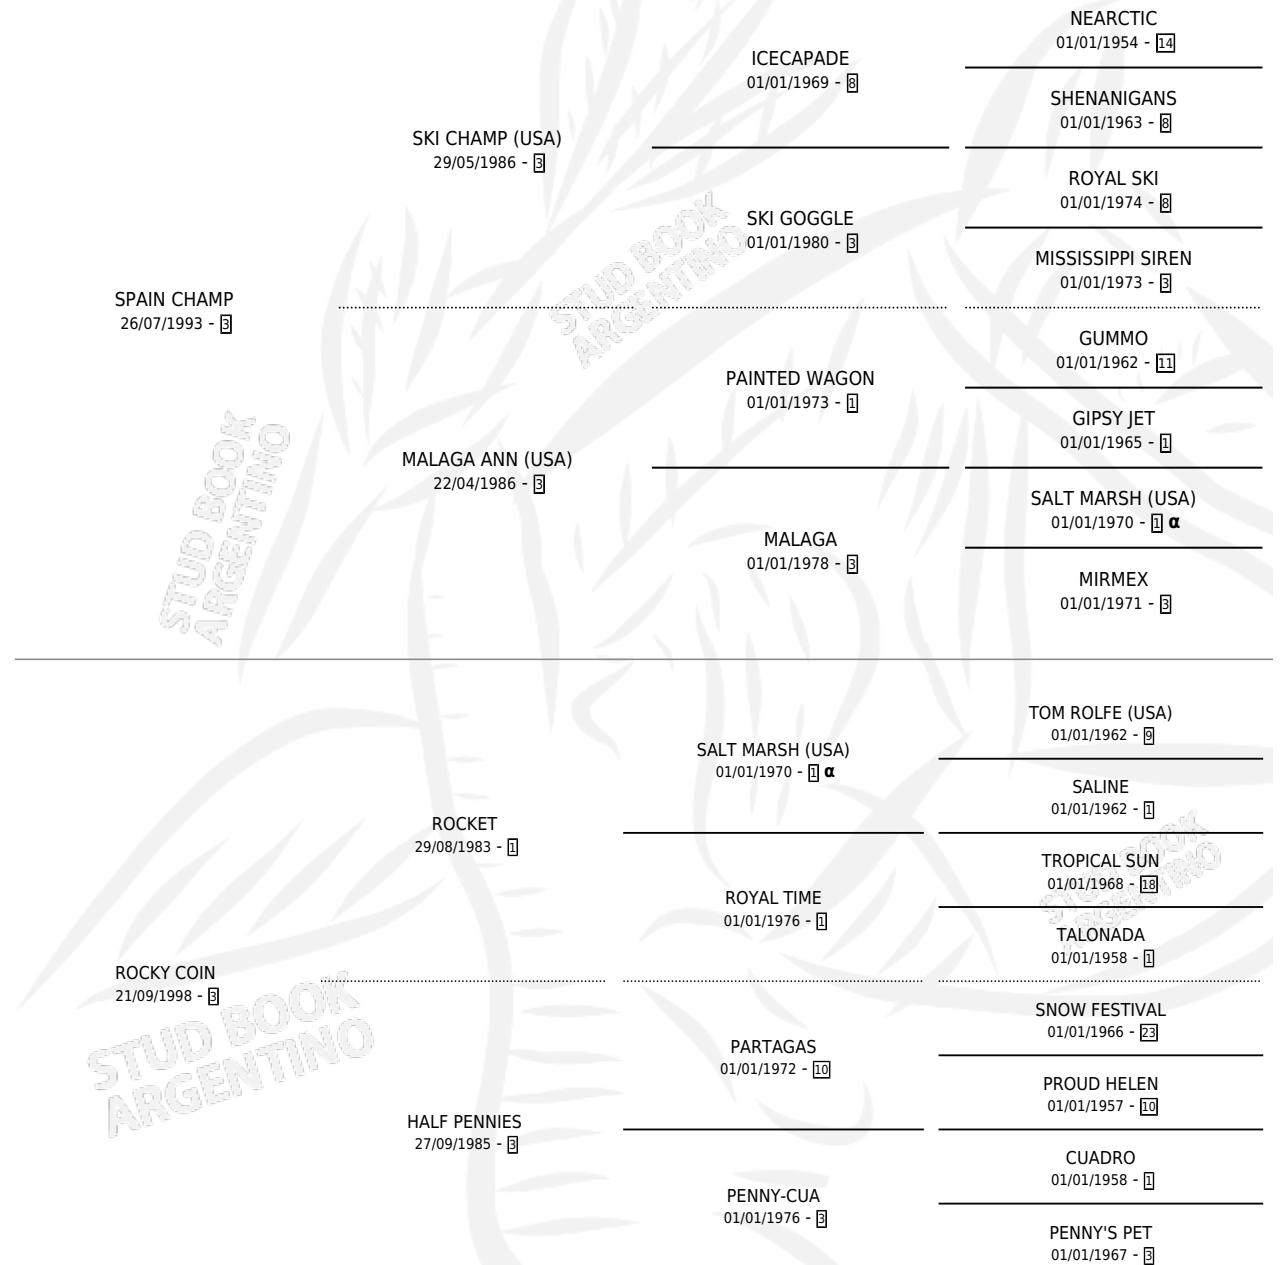 NEARCTIC
01/01/1954 - 14
ICECAPADE
01/01/1969 - 8
SHENANIGANS
01/01/1963 - 8
SKI CHAMP (USA)
29/05/1986 - 3
ROYAL SKI
01/01/1974 - 8
SKI GOGGLE
01/01/1980 - 3
MISSISSIPPI SIREN
01/01/1973 - 3
STUD BOOK
ARGENTINO
SPAIN CHAMP
26/07/1993 - 3
GUMMO
01/01/1962 - 11
PAINTED WAGON
01/01/1973 - 1
GIPSY JET
01/01/1965 - 1
MALAGA ANN (USA)
22/04/1986 - 3
SALT MARSH (USA)
01/01/1970 - 1 α
MALAGA
01/01/1978 - 3
MIRMEX
01/01/1971 - 3
STUD BOOK
ARGENTINO
TOM ROLFE (USA)
01/01/1962 - 9
SALT MARSH (USA)
01/01/1970 - 1 α
SALINE
01/01/1962 - 1
ROCKET
29/08/1983 - 1
TROPICAL SUN
01/01/1968 - 18
ROYAL TIME
01/01/1976 - 1
TALONADA
01/01/1958 - 1
STUD BOOK
ARGENTINO
ROCKY COIN
21/09/1998 - 3
SNOW FESTIVAL
01/01/1966 - 23
PARTAGAS
01/01/1972 - 10
PROUD HELEN
01/01/1957 - 10
STUD BOOK
ARGENTINO
HALF PENNIES
27/09/1985 - 3
CUADRO
01/01/1958 - 1
PENNY-CUA
01/01/1976 - 3
PENNY'S PET
01/01/1967 - 3